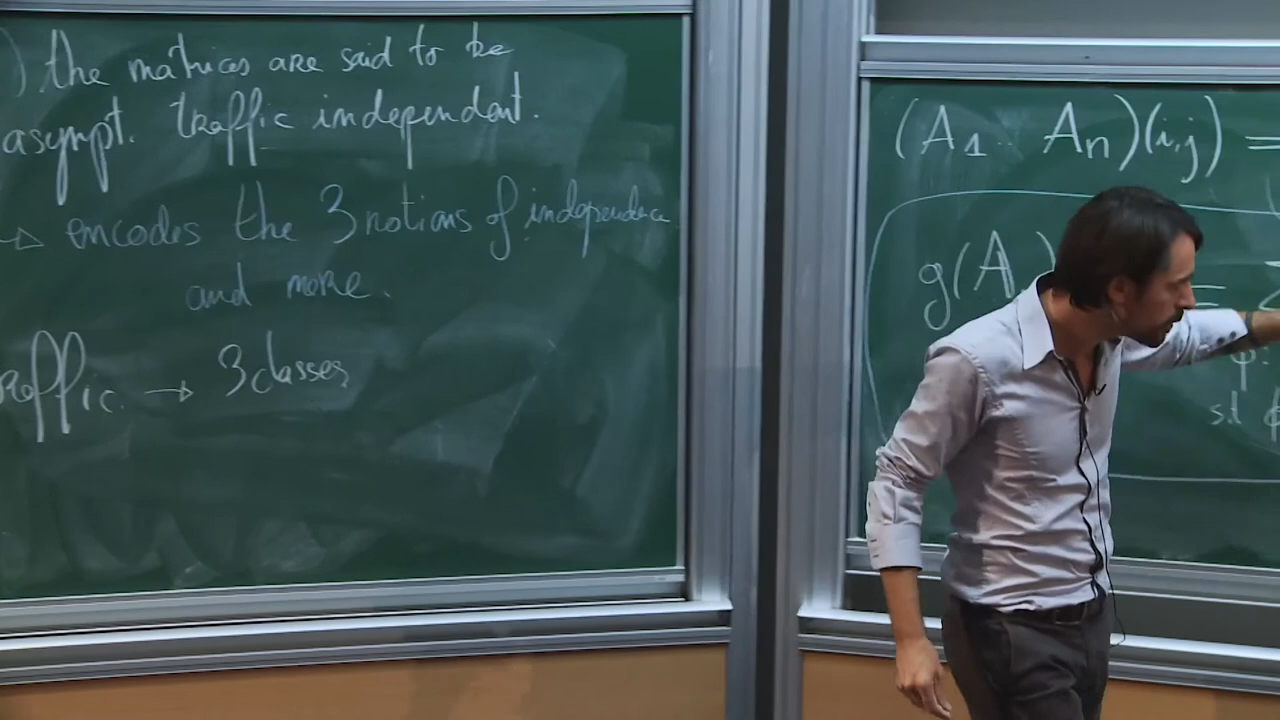 ) the matrices are said to be
asympt. traffic independent.
→ encodes the 3 notions of independence
and more.
raffic. → 3 classes
(A₁ .. Aₙ)(i,j) =
g(A )
=
φ:
s.t ϕ